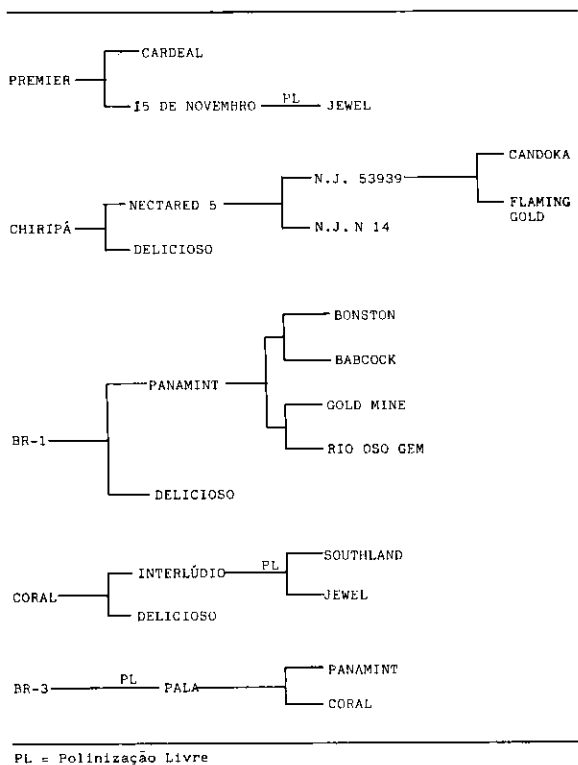 CARDEAL
PREMIER
15 DE NOVEMBRO PL JEWEL
CANDOKA
N.J. 53939
NECTARED 5
FLAMING
GOLD
CHIRIPÁ
N.J. N 14
DELICIOSO
BONSTON
BABCOCK
PANAMINT
GOLD MINE
BR-1
RIO OSO GEM
DELICIOSO
SOUTHLAND
INTERLÚDIO PL
CORAL
JEWEL
DELICIOSO
PANAMINT
BR-3 PL PALA
CORAL
PL = Polinização Livre